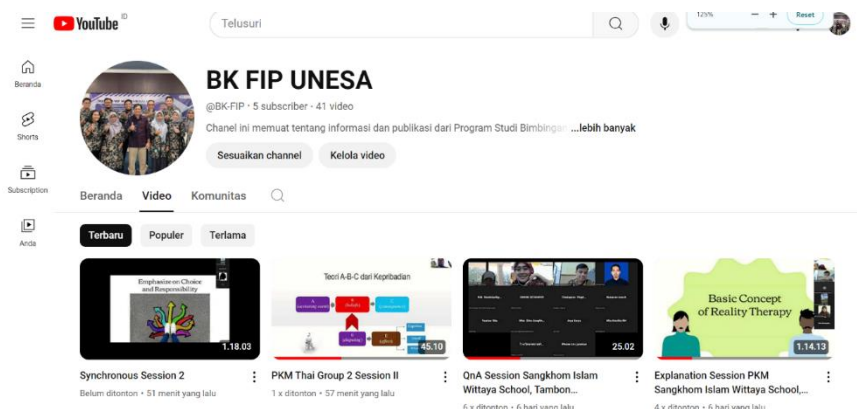 YouTube ID
Telusuri
125%
Reset
Beranda
Shorts
Subscription
Anda
BK FIP UNESA
@BK-FIP • 5 subscriber • 41 video
Chanel ini memuat tentang informasi dan publikasi dari Program Studi Bimbingan ...lebih banyak
Sesuaikan channel Kelola video
Beranda Video Komunitas
Terbaru Populer Terlama
Emphasize on Choice
and Responsibility
1.18.03
Teori A-B-C dari Kepribadian
45.10
25.02
Basic Concept
of Reality Therapy
1.14.13
Synchronous Session 2
Belum ditonton • 51 menit yang lalu
PKM Thai Group 2 Session II
1 x ditonton • 57 menit yang lalu
QnA Session Sangkhom Islam
Wittaya School, Tambon...
6 x ditonton • 6 hari yang lalu
Explanation Session PKM
Sangkhom Islam Wittaya School,...
4 x ditonton • 6 hari yang lalu